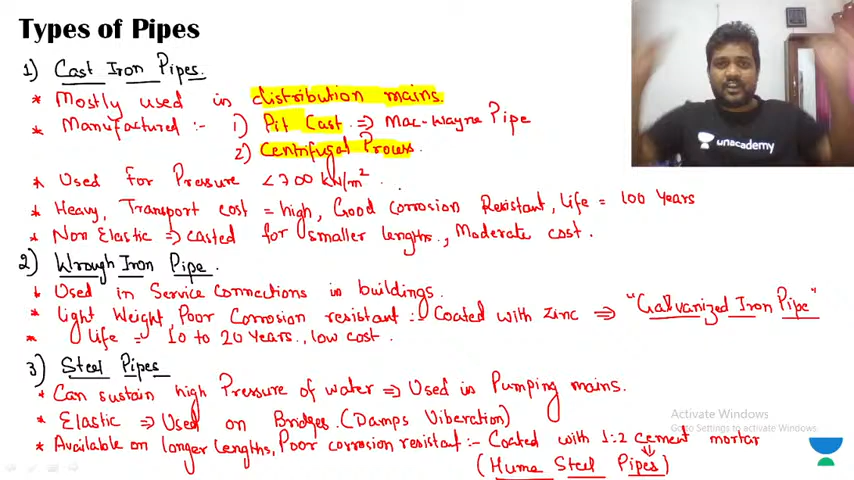 Types of Pipes
1) Cast Iron Pipes.
* Mostly used in distribution mains.
* Manufactured :- 1) Pit Cast ⇒ Mac-Wayne Pipe
2) Centrifugal Process.
* Used for Pressure < 700 kN/m².
* Heavy, Transport cost = high, Good Corrosion Resistant, Life = 100 Years
* Non Elastic ⇒ casted for smaller lengths, Moderate cost.
2) Wrough Iron Pipe.
* Used in Service connections in buildings.
* Light Weight Poor Corrosion resistant :- Coated with Zinc ⇒ "Galvanized Iron Pipe"
* life = 10 to 20 Years, low cost.
3) Steel Pipes
* Can sustain high Pressure of water ⇒ Used in Pumping mains.
* Elastic ⇒ Used on Bridges. (Damps Viberation)
* Available on longer lengths, Poor corrosion resistant :- Coated with 1:2 cement mortar
(Hume Steel Pipes)
unacademy
Activate Windows
Go to Settings to activate Windows.